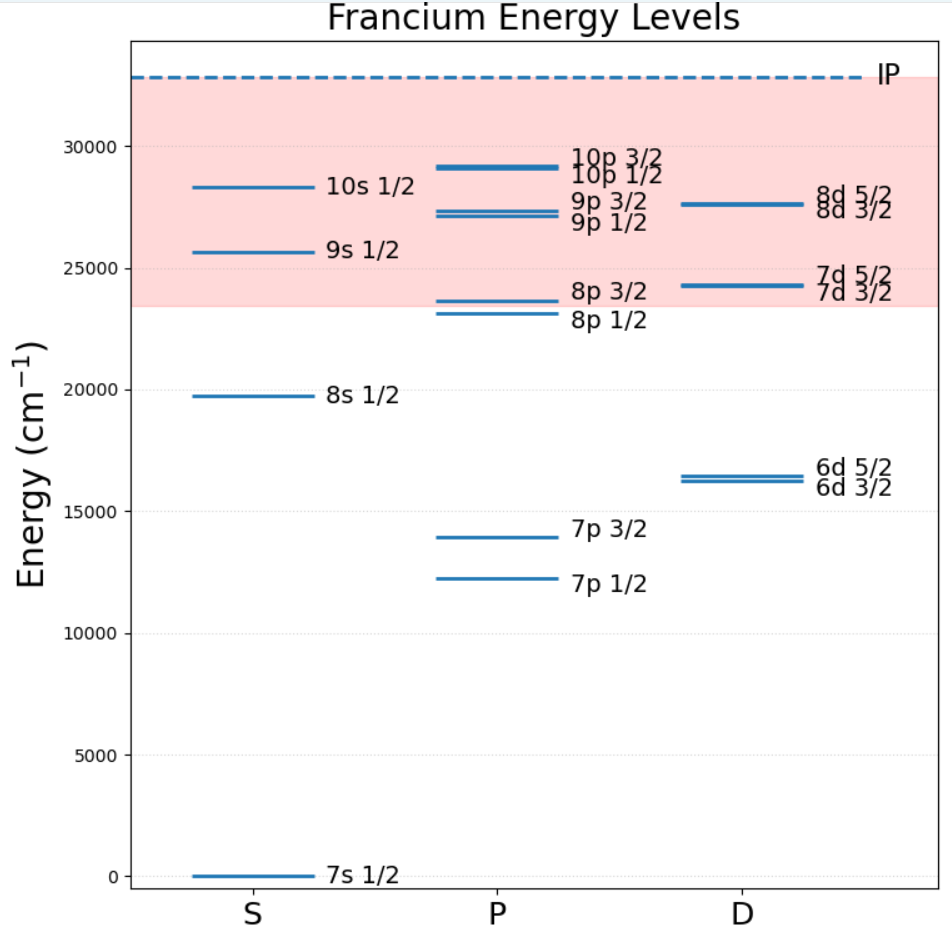 Francium Energy Levels
IP
30000
10p 3/2
10p 1/2
10s 1/2
9p 3/2
8d 5/2
8d 3/2
9p 1/2
9s 1/2
25000
7d 5/2
8p 3/2
7d 3/2
8p 1/2
20000
8s 1/2
6d 5/2
6d 3/2
15000
7p 3/2
7p 1/2
10000
5000
0
7s 1/2
Energy (cm⁻¹)
S
P
D